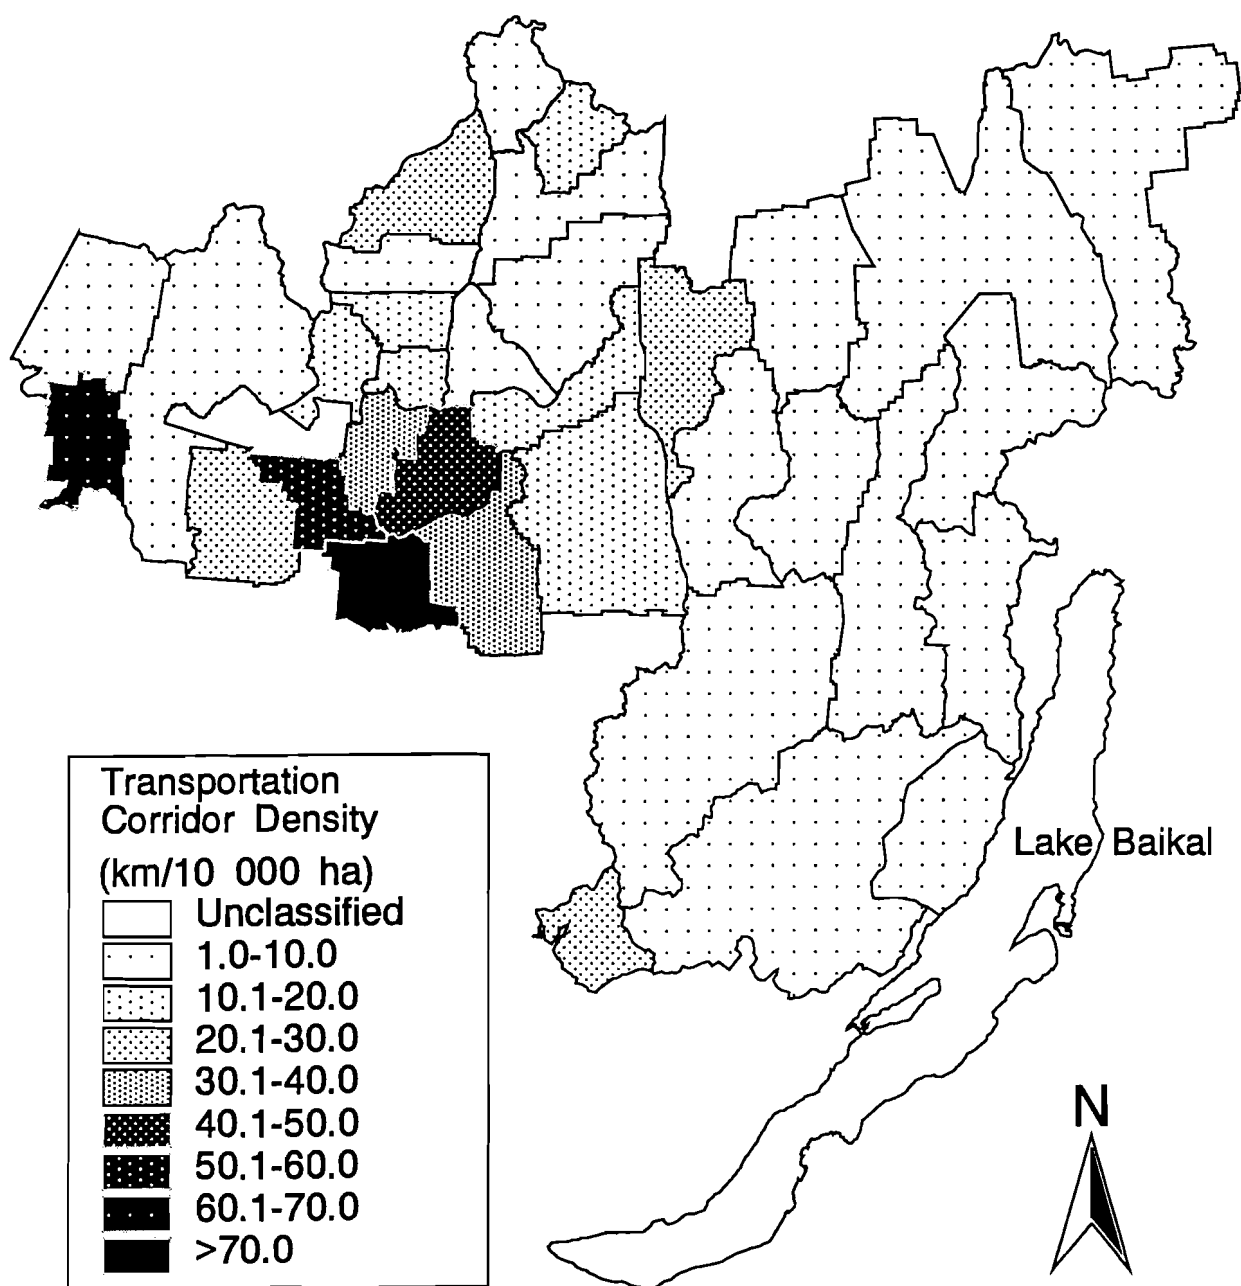 Lake Baikal
Transportation
Corridor Density
(km/10 000 ha)
Unclassified
1.0-10.0
10.1-20.0
20.1-30.0
30.1-40.0
40.1-50.0
50.1-60.0
60.1-70.0
>70.0
N